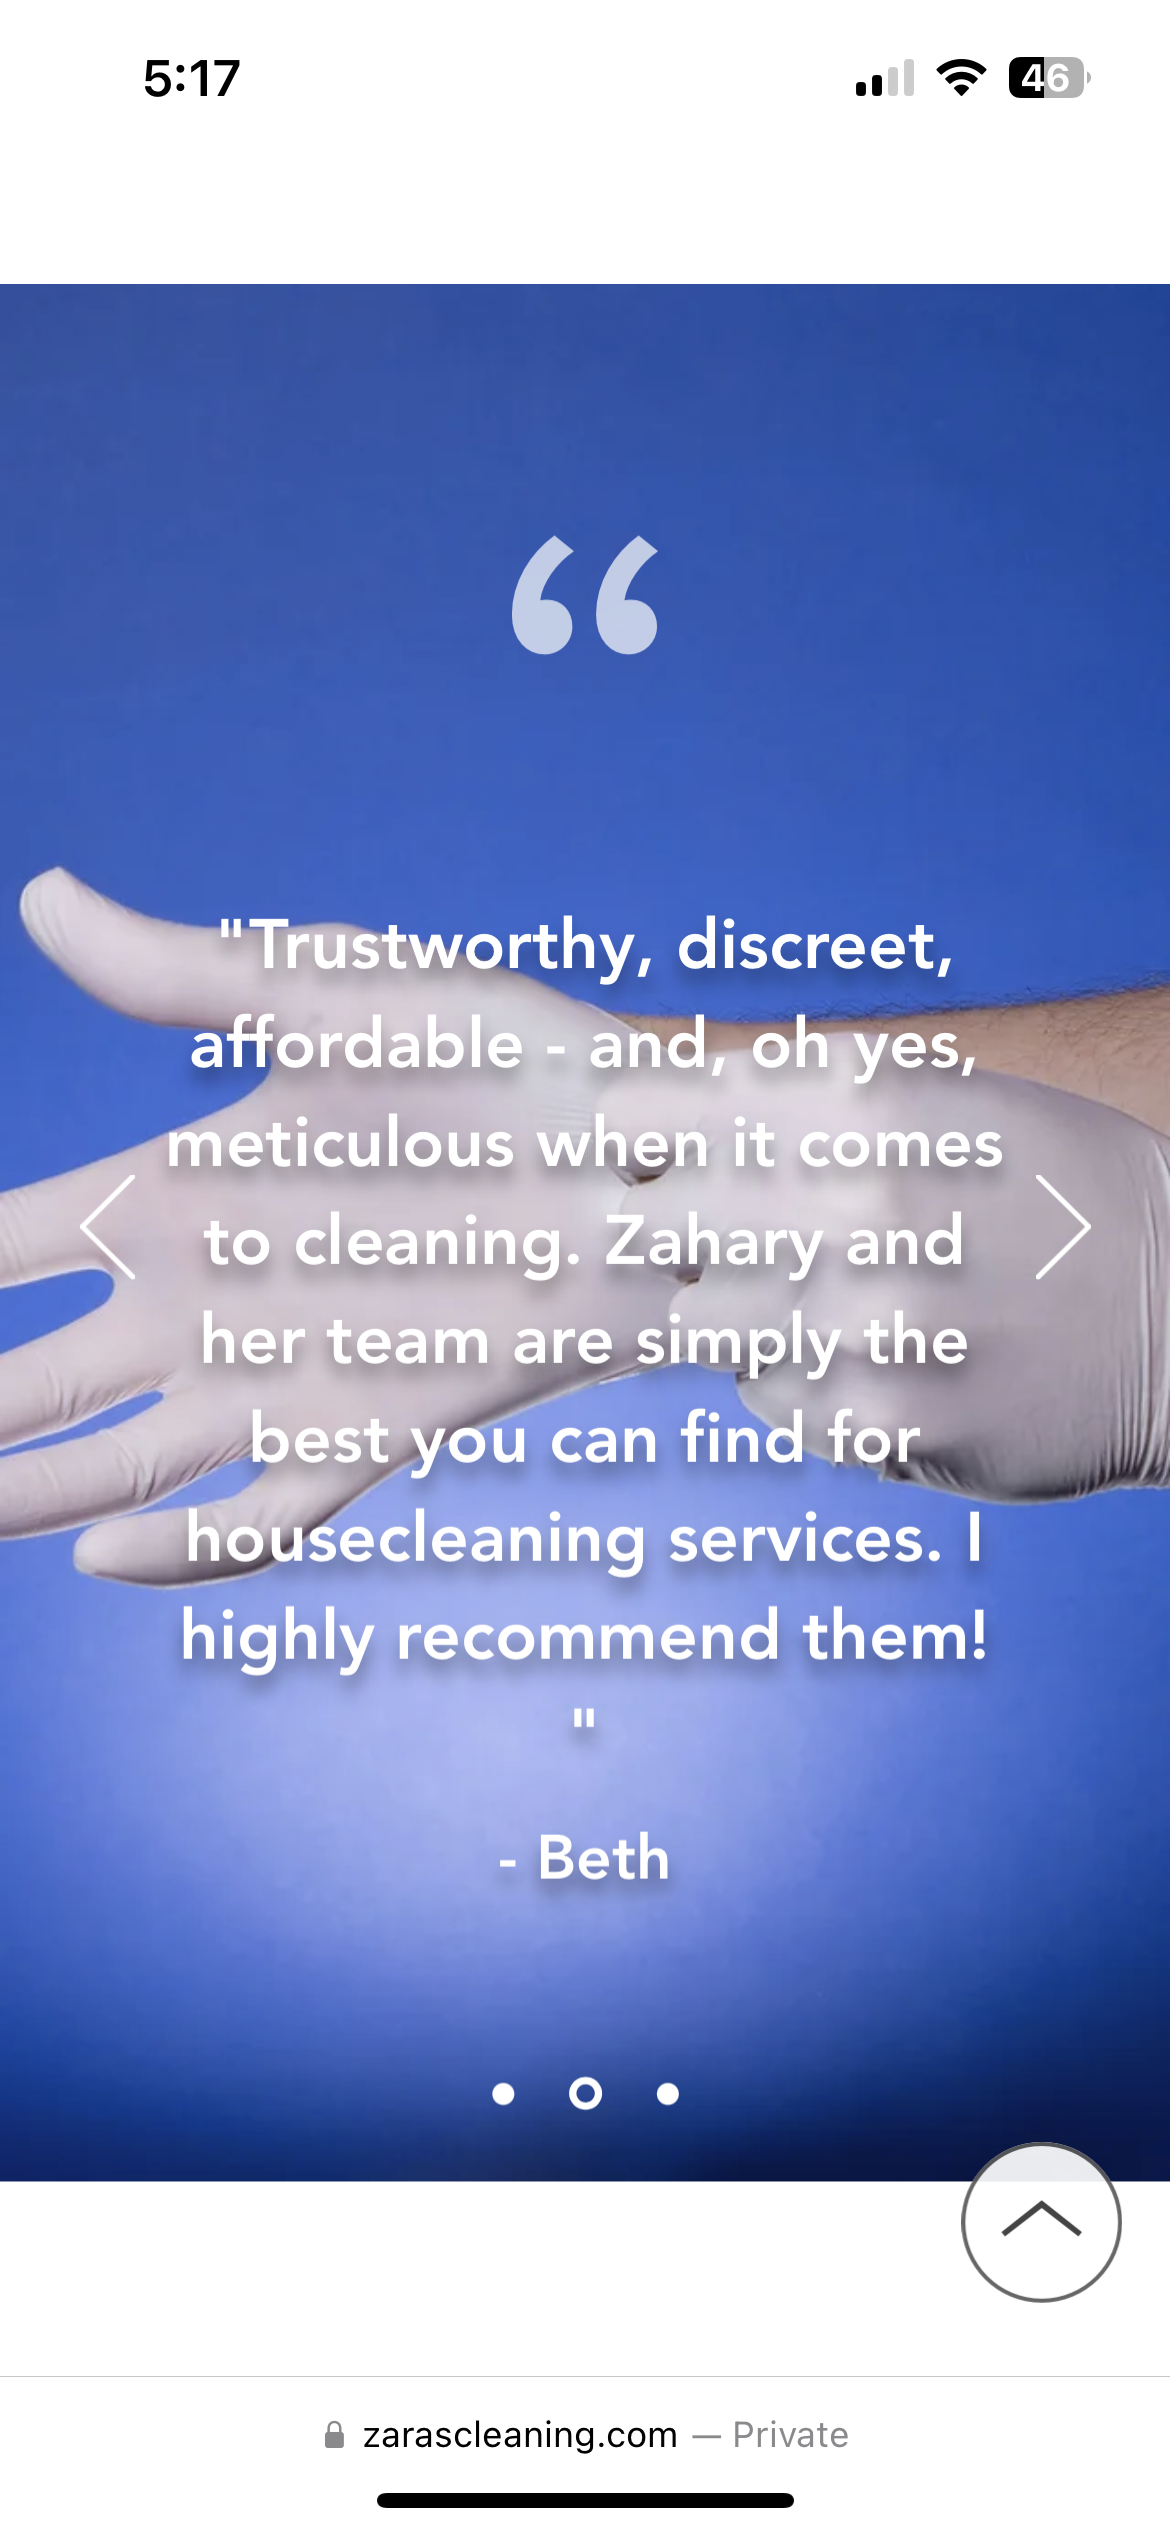 5:17
46
“
"Trustworthy, discreet,
affordable - and, oh yes,
meticulous when it comes
to cleaning. Zahary and
her team are simply the
best you can find for
housecleaning services. I
highly recommend them!
"
- Beth
zarascleaning.com — Private